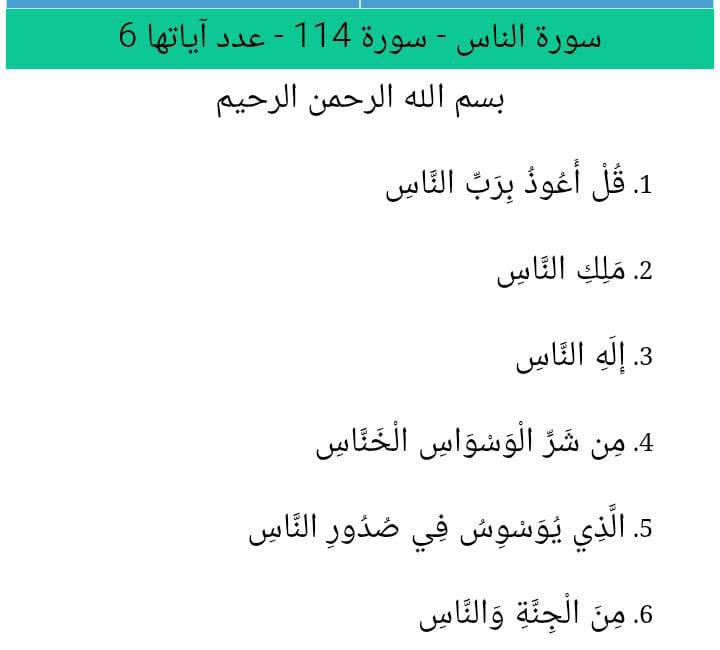 سورة الناس - سورة 114 - عدد آياتها 6
بسم الله الرحمن الرحيم
1. قُلْ أَعُوذُ بِرَبِّ النَّاسِ
2. مَلِكِ النَّاسِ
3. إِلَهِ النَّاسِ
4. مِن شَرِّ الْوَسْوَاسِ الْخَنَّاسِ
5. الَّذِي يُوَسْوِسُ فِي صُدُورِ النَّاسِ
6. مِنَ الْجِنَّةِ وَالنَّاسِ